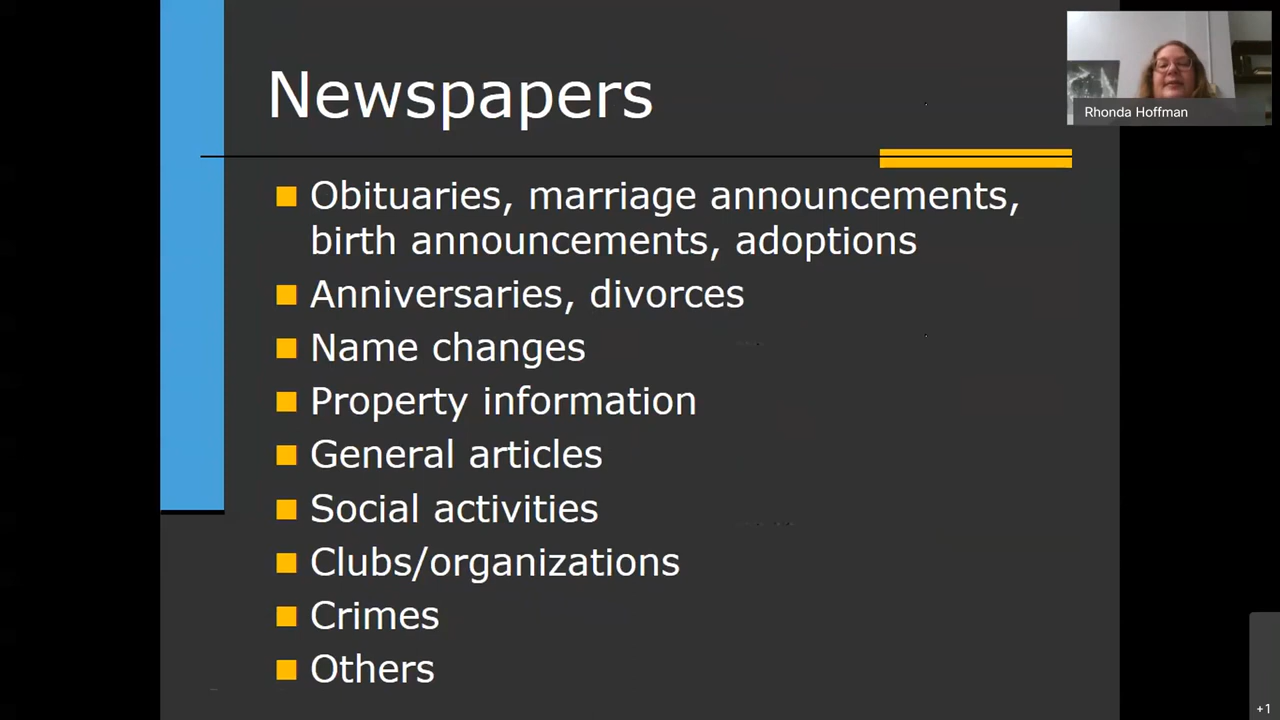 Newspapers
Rhonda Hoffman
Obituaries, marriage announcements,
birth announcements, adoptions
Anniversaries, divorces
Name changes
Property information
General articles
Social activities
Clubs/organizations
Crimes
Others
+1